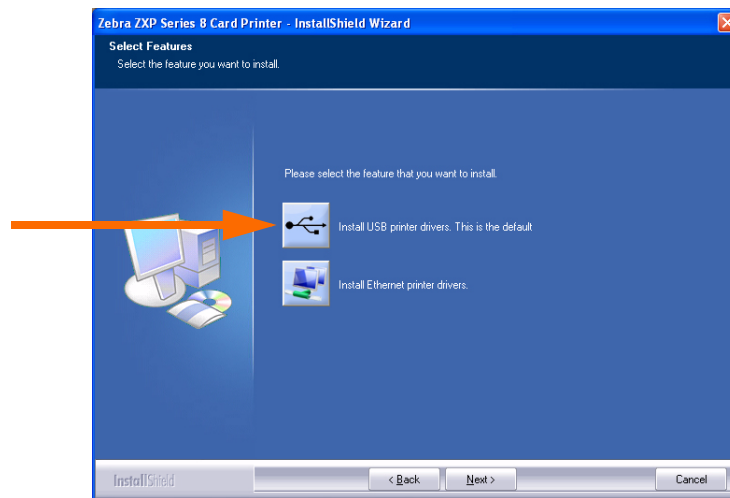 Zebra ZXP Series 8 Card Printer - InstallShield Wizard
Select Features
Select the feature you want to install.
Please select the feature that you want to install.
Install USB printer drivers. This is the default
Install Ethernet printer drivers.
InstallShield
< Back Next > Cancel